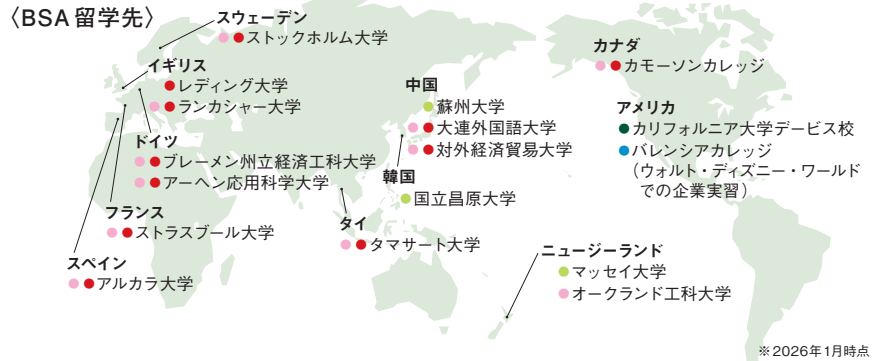 〈BSA 留学先〉
スウェーデン
ストックホルム大学
イギリス
レディング大学
ランカシャー大学
ドイツ
ブレーメン州立経済工科大学
アーヘン応用科学大学
フランス
ストラスブール大学
スペイン
アルカラ大学
中国
蘇州大学
大連外国語大学
対外経済貿易大学
韓国
国立昌原大学
タイ
タマサート大学
ニュージーランド
マッセイ大学
オークランド工科大学
カナダ
カモーソンカレッジ
アメリカ
カリフォルニア大学デービス校
バレンシアカレッジ
（ウォルト・ディズニー・ワールド
での企業実習）
※2026年1月時点